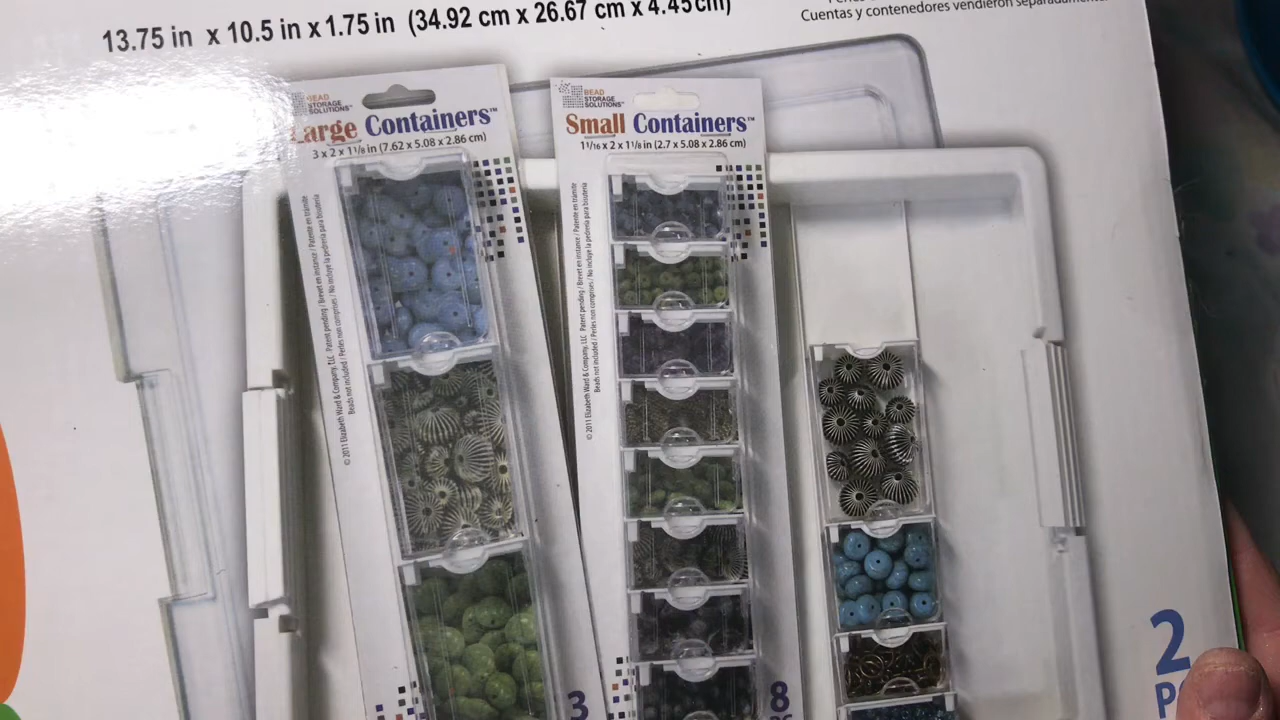 13.75 in x 10.5 in x 1.75 in (34.92 cm x 26.67 cm x 4.45 cm)
Cuentas y contenedores vendieron separadamente.
BEAD
STORAGE
SOLUTIONS™
Large Containers™
3 x 2 x 1 1/8 in (7.62 x 5.08 x 2.86 cm)
© 2011 Elizabeth Ward & Company, LLC Patent pending / Brevet en instance / Patente en trámite
Beads not included / Perles non comprises / No incluye la pedrería para bisutería
3
BEAD
STORAGE
SOLUTIONS™
Small Containers™
1 1/16 x 2 x 1 1/8 in (2.7 x 5.08 x 2.86 cm)
© 2011 Elizabeth Ward & Company, LLC Patent pending / Brevet en instance / Patente en trámite
Beads not included / Perles non comprises / No incluye la pedrería para bisutería
8
2